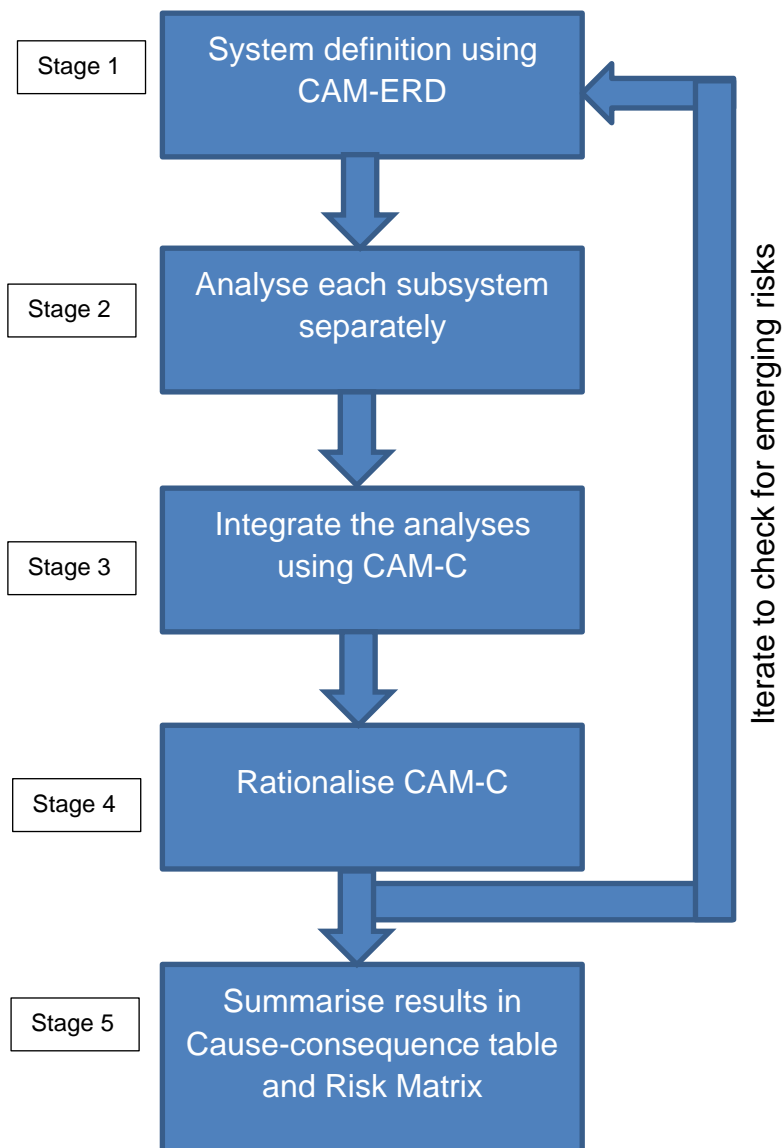 Stage 1
System definition using
CAM-ERD
Stage 2
Analyse each subsystem
separately
Stage 3
Integrate the analyses
using CAM-C
Stage 4
Rationalise CAM-C
Stage 5
Summarise results in
Cause-consequence table
and Risk Matrix
Iterate to check for emerging risks